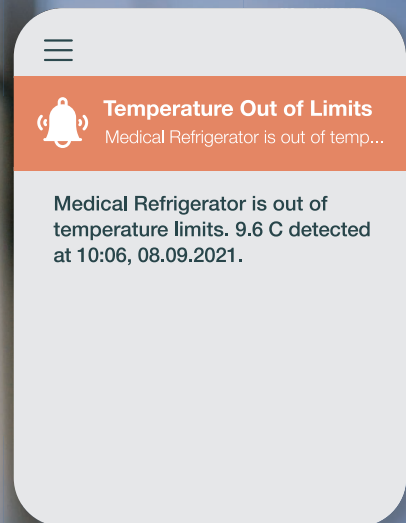 Temperature Out of Limits
Medical Refrigerator is out of temp...
Medical Refrigerator is out of
temperature limits. 9.6 C detected
at 10:06, 08.09.2021.